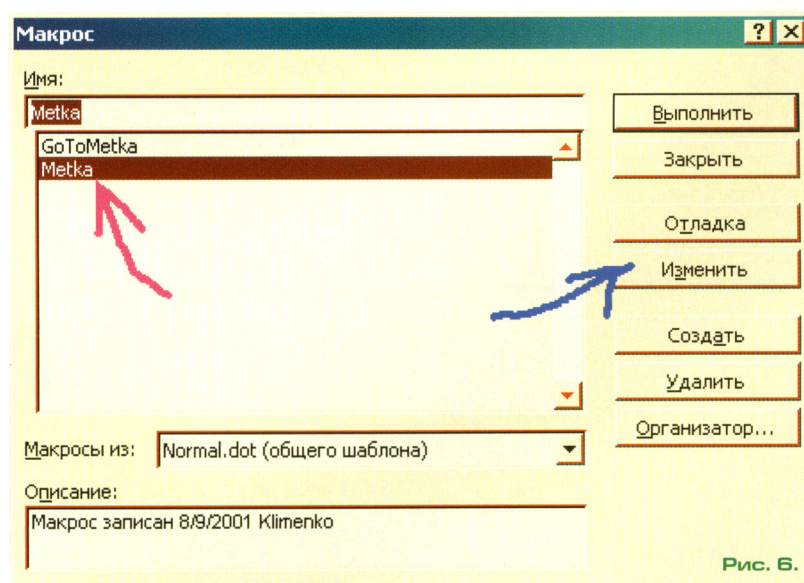 Макрос
Имя:
Metka
GoToMetka
Metka
Выполнить
Закрыть
Отладка
Изменить
Создать
Удалить
Организатор...
Макросы из: Normal.dot (общего шаблона)
Описание:
Макрос записан 8/9/2001 Klimenko
Рис. 6.